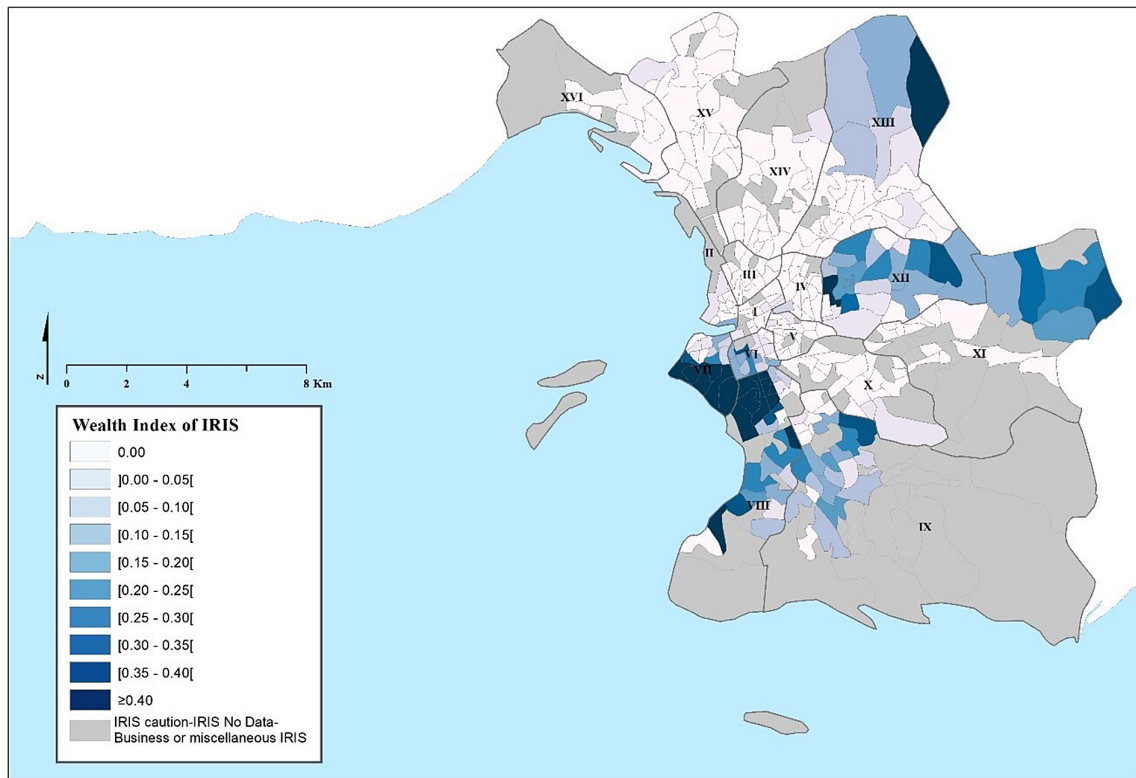 XVI
XV
XIII
XIV
II
III
IV
XII
I
V
VI
VII
XI
X
VIII
IX
N
0 2 4 8 Km
Wealth Index of IRIS
0.00
]0.00 - 0.05[
[0.05 - 0.10[
[0.10 - 0.15[
[0.15 - 0.20[
[0.20 - 0.25[
[0.25 - 0.30[
[0.30 - 0.35[
[0.35 - 0.40[
≥0.40
IRIS caution-IRIS No Data-
Business or miscellaneous IRIS